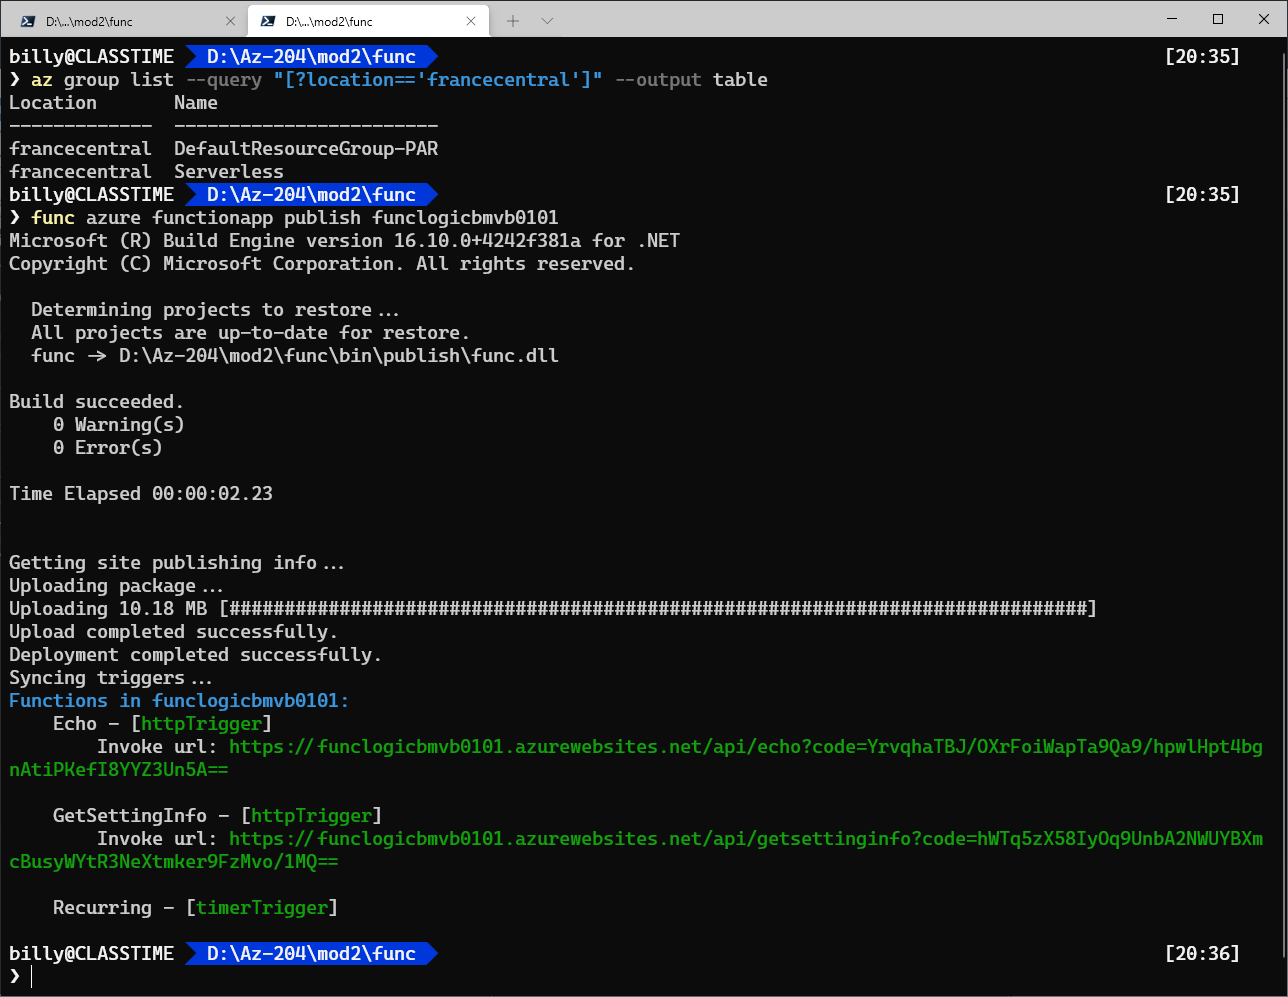 D:\...\mod2\func
D:\...\mod2\func
billy@CLASSTIME D:\Az-204\mod2\func [20:35]
❯ az group list --query "[?location=='francecentral']" --output table
Location Name
------------- ------------------------
francecentral DefaultResourceGroup-PAR
francecentral Serverless
billy@CLASSTIME D:\Az-204\mod2\func [20:35]
❯ func azure functionapp publish funclogicbmvb0101
Microsoft (R) Build Engine version 16.10.0+4242f381a for .NET
Copyright (C) Microsoft Corporation. All rights reserved.
Determining projects to restore...
All projects are up-to-date for restore.
func -> D:\Az-204\mod2\func\bin\publish\func.dll
Build succeeded.
0 Warning(s)
0 Error(s)
Time Elapsed 00:00:02.23
Getting site publishing info...
Uploading package...
Uploading 10.18 MB [##############################################################################]
Upload completed successfully.
Deployment completed successfully.
Syncing triggers...
Functions in funclogicbmvb0101:
Echo - [httpTrigger]
Invoke url: https://funclogicbmvb0101.azurewebsites.net/api/echo?code=YrvqhaTBJ/OXrFoiWapTa9Qa9/hpwlHpt4bg
nAtiPKefI8YYZ3Un5A==
GetSettingInfo - [httpTrigger]
Invoke url: https://funclogicbmvb0101.azurewebsites.net/api/getsettinginfo?code=hWTq5zX58IyOq9UnbA2NWUYBXm
cBusyWYtR3NeXtmker9FzMvo/1MQ==
Recurring - [timerTrigger]
billy@CLASSTIME D:\Az-204\mod2\func [20:36]
❯